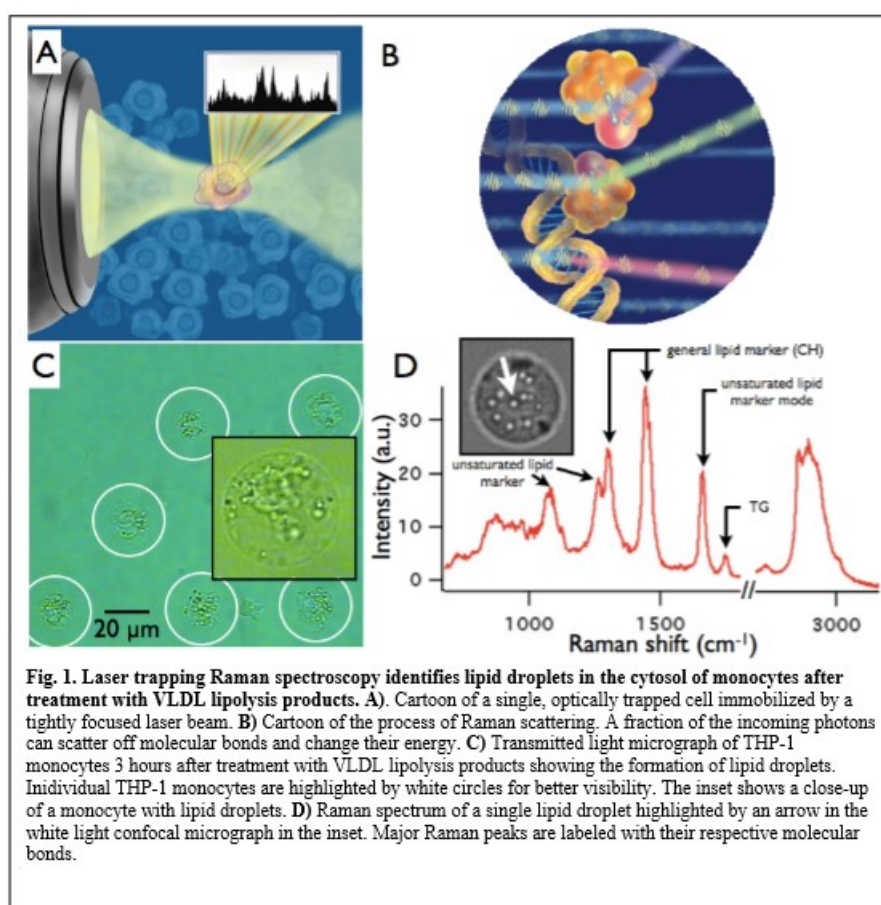 A
B
C
20 µm
D
general lipid marker (CH)
unsaturated lipid
marker mode
unsaturated lipid
marker
TG
Intensity (a.u.)
30
20
10
0
1000
1500
3000
Raman shift (cm⁻¹)
Fig. 1. Laser trapping Raman spectroscopy identifies lipid droplets in the cytosol of monocytes after
treatment with VLDL lipolysis products. A). Cartoon of a single, optically trapped cell immobilized by a
tightly focused laser beam. B) Cartoon of the process of Raman scattering. A fraction of the incoming photons
can scatter off molecular bonds and change their energy. C) Transmitted light micrograph of THP-1
monocytes 3 hours after treatment with VLDL lipolysis products showing the formation of lipid droplets.
Inidividual THP-1 monocytes are highlighted by white circles for better visibility. The inset shows a close-up
of a monocyte with lipid droplets. D) Raman spectrum of a single lipid droplet highlighted by an arrow in the
white light confocal micrograph in the inset. Major Raman peaks are labeled with their respective molecular
bonds.